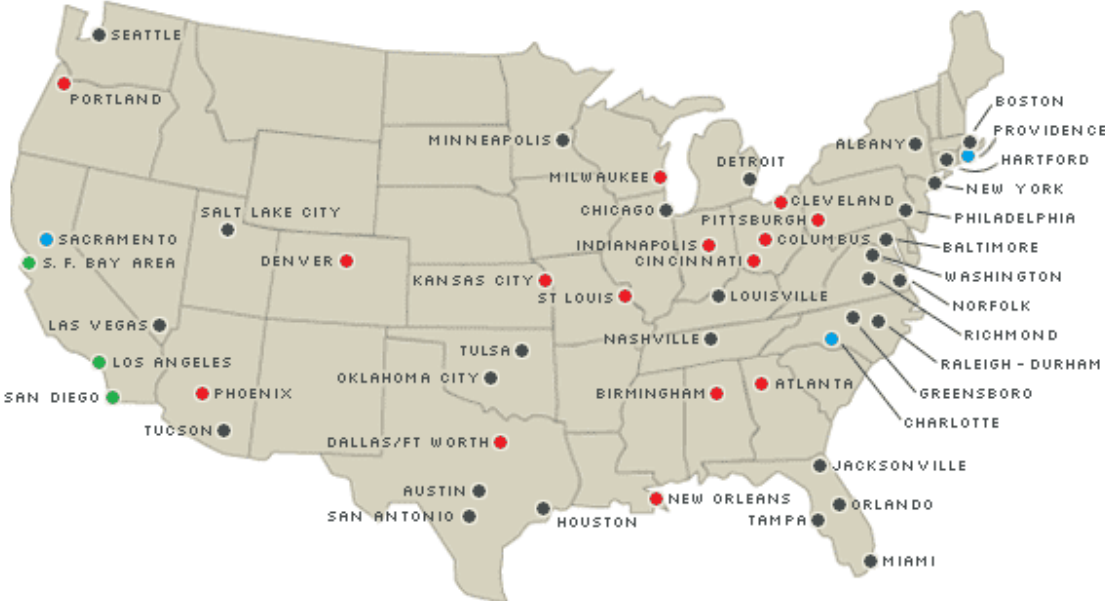 SEATTLE
PORTLAND
BOSTON
PROVIDENCE
MINNEAPOLIS
ALBANY
HARTFORD
DETROIT
MILWAUKEE
NEW YORK
CLEVELAND
SALT LAKE CITY
CHICAGO
PITTSBURGH
PHILADELPHIA
SACRAMENTO
INDIANAPOLIS
COLUMBUS
BALTIMORE
S. F. BAY AREA
DENVER
CINCINNATI
WASHINGTON
KANSAS CITY
ST LOUIS
LOUISVILLE
NORFOLK
LAS VEGAS
NASHVILLE
RICHMOND
TULSA
LOS ANGELES
RALEIGH-DURHAM
OKLAHOMA CITY
ATLANTA
SAN DIEGO
PHOENIX
BIRMINGHAM
GREENSBORO
CHARLOTTE
TUCSON
DALLAS/FT WORTH
JACKSONVILLE
AUSTIN
NEW ORLEANS
ORLANDO
SAN ANTONIO
HOUSTON
TAMPA
MIAMI